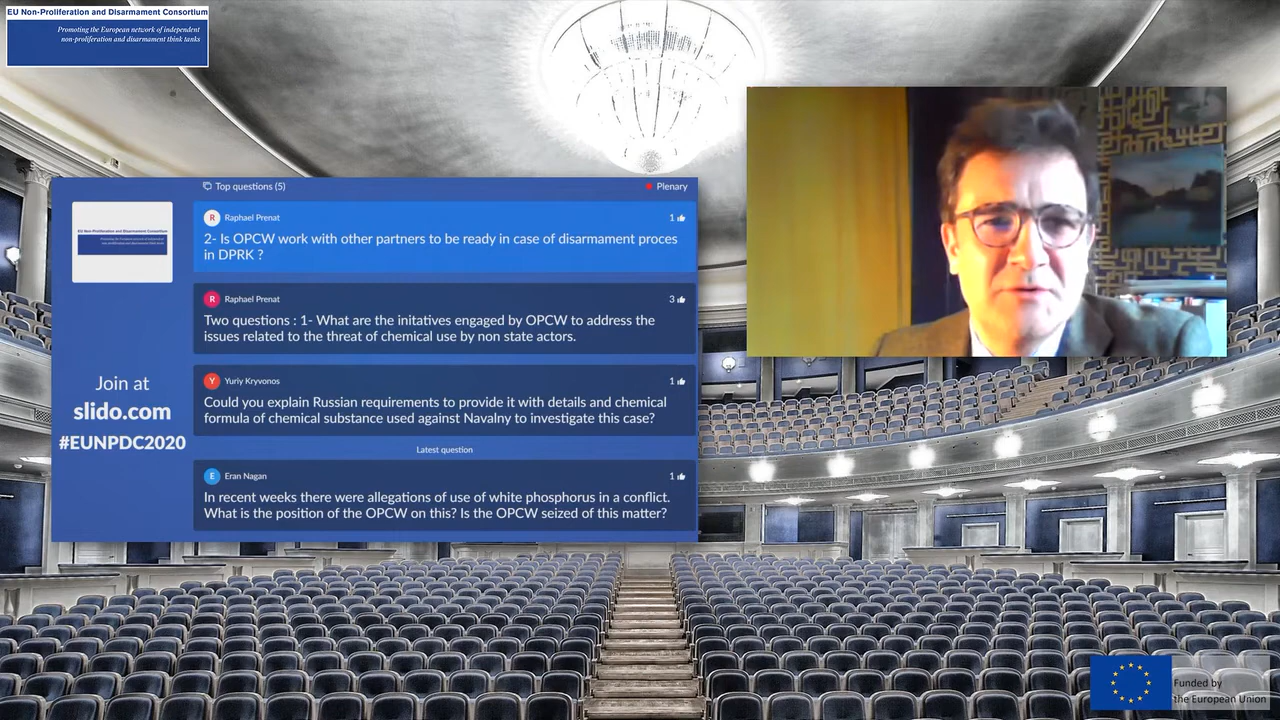 EU Non-Proliferation and Disarmament Consortium
Promoting the European network of independent
non-proliferation and disarmament think tanks
Top questions (5)
Plenary
R Raphael Prenat 1
2- Is OPCW work with other partners to be ready in case of disarmament proces
in DPRK ?
R Raphael Prenat 3
Two questions : 1- What are the initatives engaged by OPCW to address the
issues related to the threat of chemical use by non state actors.
Y Yuriy Kryvonos 1
Could you explain Russian requirements to provide it with details and chemical
formula of chemical substance used against Navalny to investigate this case?
Latest question
E Eran Nagan 1
In recent weeks there were allegations of use of white phosphorus in a conflict.
What is the position of the OPCW on this? Is the OPCW seized of this matter?
EU Non-Proliferation and Disarmament Consortium
Join at
slido.com
#EUNPDC2020
Funded by
the European Union